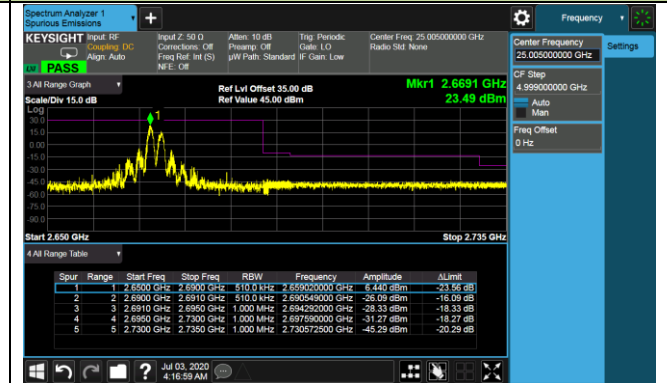 Spectrum Analyzer 1
Spurious Emissions
+
Frequency
KEYSIGHT Input: RF Input Z: 50 Ω Atten: 10 dB Trig: Periodic Center Freq: 25.005000000 GHz
Coupling: DC Corrections: Off Preamp: Off Gate: LO Radio Std: None
Align: Auto Freq Ref: Int (S) µW Path: Standard IF Gain: Low
NFE: Off
LV PASS
Center Frequency
25.005000000 GHz
Settings
CF Step
4.999000000 GHz
Auto
Man
Freq Offset
0 Hz
3 All Range Graph Ref Lvl Offset 35.00 dB Mkr1 2.6691 GHz
Scale/Div 15.0 dB Ref Value 45.00 dBm 23.49 dBm
Log
1
30.0
15.0
0.00
-15.0
-30.0
-45.0
-60.0
-75.0
-90.0
Start 2.650 GHz Stop 2.735 GHz
4 All Range Table
Spur Range Start Freq Stop Freq RBW Frequency Amplitude ΔLimit
1 1 2.6500 GHz 2.6900 GHz 510.0 kHz 2.659020000 GHz 6.440 dBm -23.56 dB
2 2 2.6900 GHz 2.6910 GHz 510.0 kHz 2.690549000 GHz -26.09 dBm -16.09 dB
3 3 2.6910 GHz 2.6950 GHz 1.000 MHz 2.694292000 GHz -28.33 dBm -18.33 dB
4 4 2.6950 GHz 2.7300 GHz 1.000 MHz 2.697590000 GHz -31.27 dBm -18.27 dB
5 5 2.7300 GHz 2.7350 GHz 1.000 MHz 2.730572500 GHz -45.29 dBm -20.29 dB
? Jul 03, 2020
4:16:59 AM